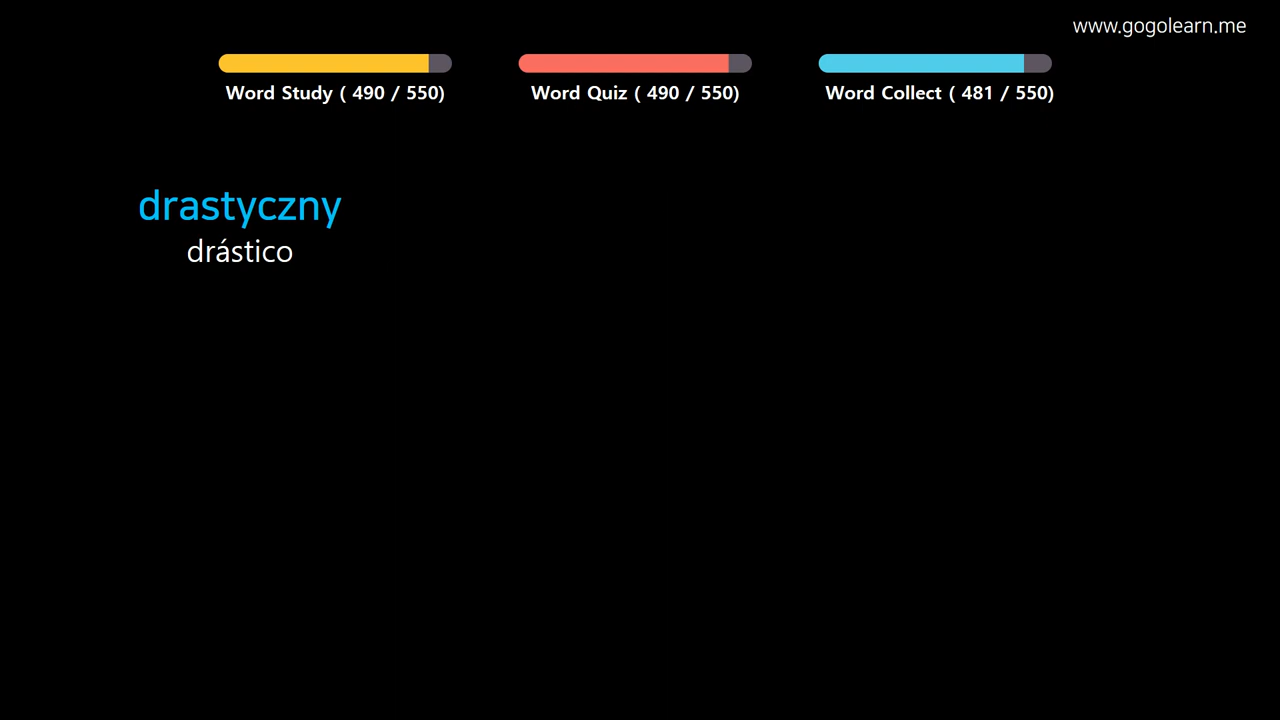 www.gogolearn.me
Word Study ( 490 / 550)
Word Quiz ( 490 / 550)
Word Collect ( 481 / 550)
drastyczny
drástico